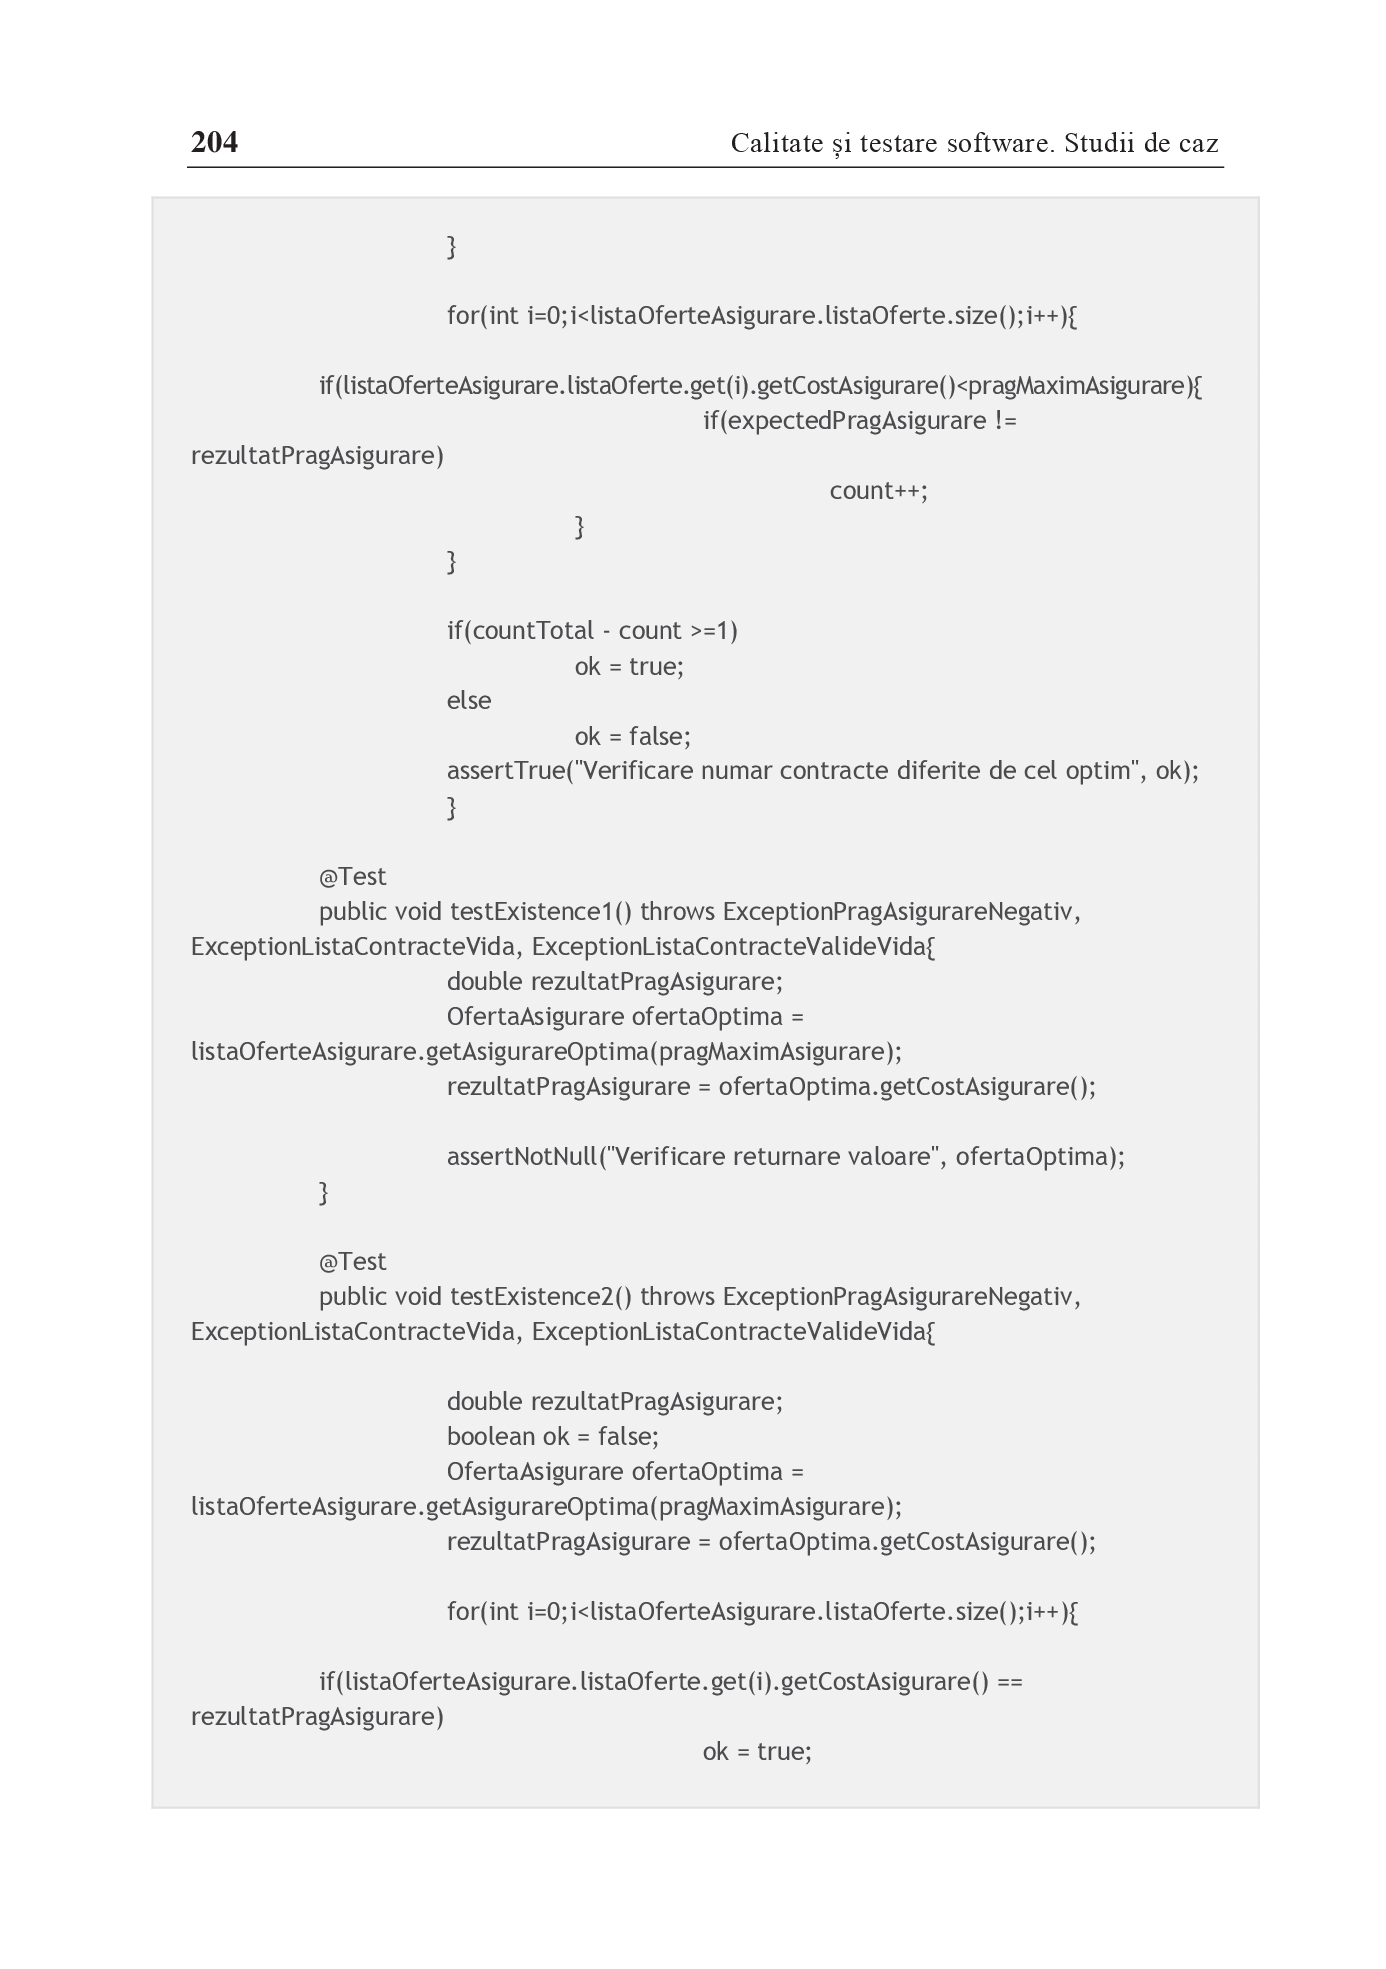 204 Calitate și testare software. Studii de caz
}
for(int i=0;i<listaOferteAsigurare.listaOferte.size();i++){
if(listaOferteAsigurare.listaOferte.get(i).getCostAsigurare()<pragMaximAsigurare){
if(expectedPragAsigurare !=
rezultatPragAsigurare)
count++;
}
}
if(countTotal - count >=1)
ok = true;
else
ok = false;
assertTrue("Verificare numar contracte diferite de cel optim", ok);
}
@Test
public void testExistence1() throws ExceptionPragAsigurareNegativ,
ExceptionListaContracteVida, ExceptionListaContracteValideVida{
double rezultatPragAsigurare;
OfertaAsigurare ofertaOptima =
listaOferteAsigurare.getAsigurareOptima(pragMaximAsigurare);
rezultatPragAsigurare = ofertaOptima.getCostAsigurare();
assertNotNull("Verificare returnare valoare", ofertaOptima);
}
@Test
public void testExistence2() throws ExceptionPragAsigurareNegativ,
ExceptionListaContracteVida, ExceptionListaContracteValideVida{
double rezultatPragAsigurare;
boolean ok = false;
OfertaAsigurare ofertaOptima =
listaOferteAsigurare.getAsigurareOptima(pragMaximAsigurare);
rezultatPragAsigurare = ofertaOptima.getCostAsigurare();
for(int i=0;i<listaOferteAsigurare.listaOferte.size();i++){
if(listaOferteAsigurare.listaOferte.get(i).getCostAsigurare() ==
rezultatPragAsigurare)
ok = true;